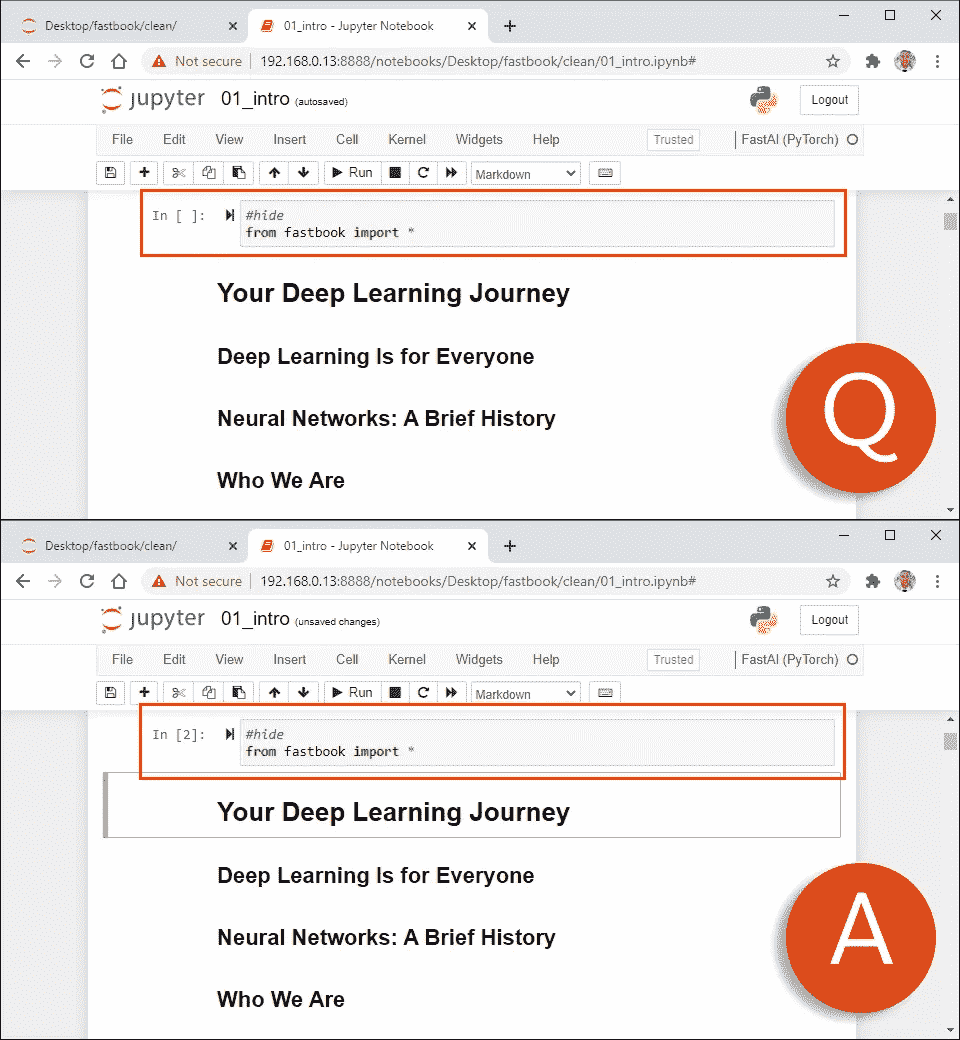 Desktop/fastbook/clean/
01_intro - Jupyter Notebook
Not secure 192.168.0.13:8888/notebooks/Desktop/fastbook/clean/01_intro.ipynb#
jupyter 01_intro (autosaved) Logout
File Edit View Insert Cell Kernel Widgets Help Trusted FastAI (PyTorch)
Run Markdown
In [ ]: #hide
from fastbook import *
Your Deep Learning Journey
Deep Learning Is for Everyone
Neural Networks: A Brief History
Who We Are
Q
Desktop/fastbook/clean/
01_intro - Jupyter Notebook
Not secure 192.168.0.13:8888/notebooks/Desktop/fastbook/clean/01_intro.ipynb#
jupyter 01_intro (unsaved changes) Logout
File Edit View Insert Cell Kernel Widgets Help Trusted FastAI (PyTorch)
Run Markdown
In [2]: #hide
from fastbook import *
Your Deep Learning Journey
Deep Learning Is for Everyone
Neural Networks: A Brief History
Who We Are
A